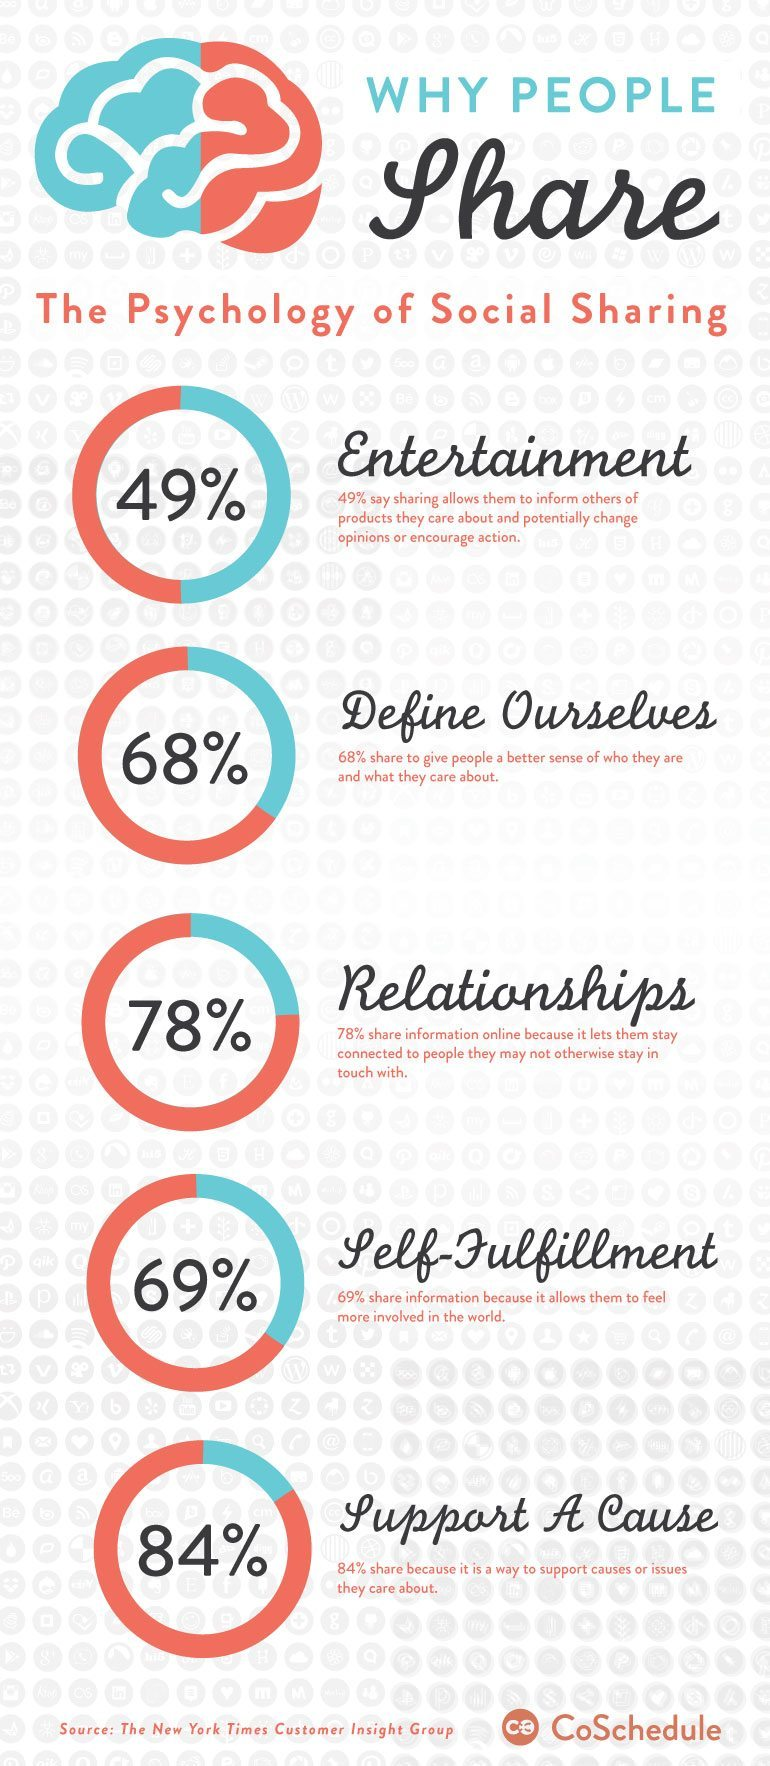 WHY PEOPLE
Share
The Psychology of Social Sharing
49%
Entertainment
49% say sharing allows them to inform others of
products they care about and potentially change
opinions or encourage action.
68%
Define Ourselves
68% share to give people a better sense of who they are
and what they care about.
78%
Relationships
78% share information online because it lets them stay
connected to people they may not otherwise stay in
touch with.
69%
Self-Fulfillment
69% share information because it allows them to feel
more involved in the world.
84%
Support A Cause
84% share because it is a way to support causes or issues
they care about.
Source: The New York Times Customer Insight Group
CoSchedule